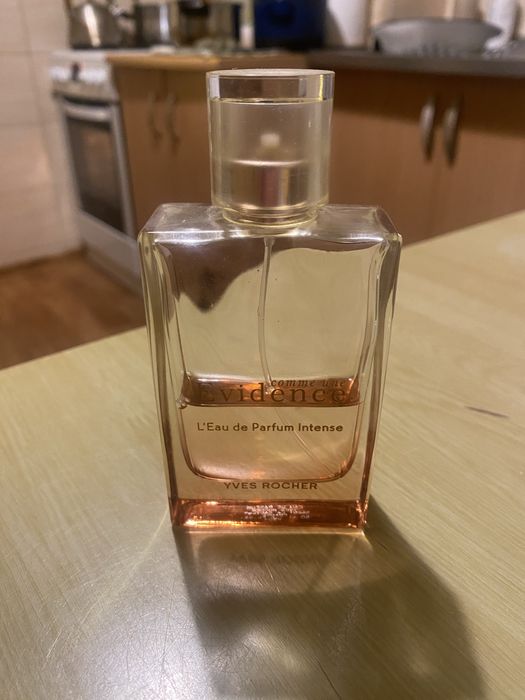 comme une
Evidence
L'Eau de Parfum Intense
YVES ROCHER